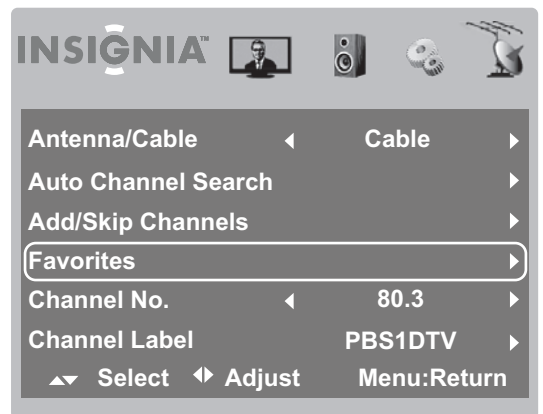 INSIGNIA™
Antenna/Cable Cable
Auto Channel Search
Add/Skip Channels
Favorites
Channel No. 80.3
Channel Label PBS1DTV
Select Adjust Menu:Return